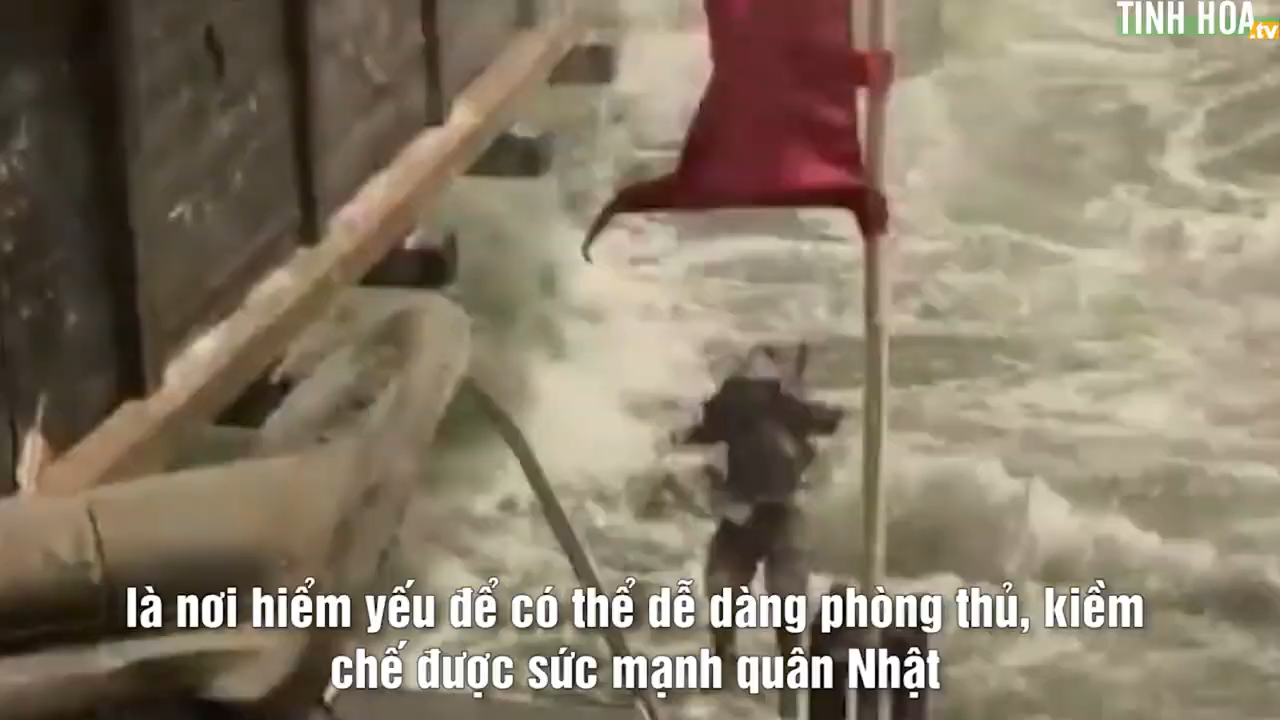 TINH HOA
.tv
là nơi hiểm yếu để có thể dễ dàng phòng thủ, kiềm
chế được sức mạnh quân Nhật